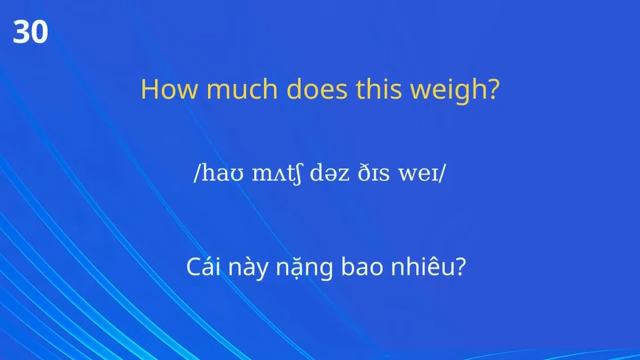 30
How much does this weigh?
/haʊ mʌtʃ dəz ðɪs weɪ/
Cái này nặng bao nhiêu?